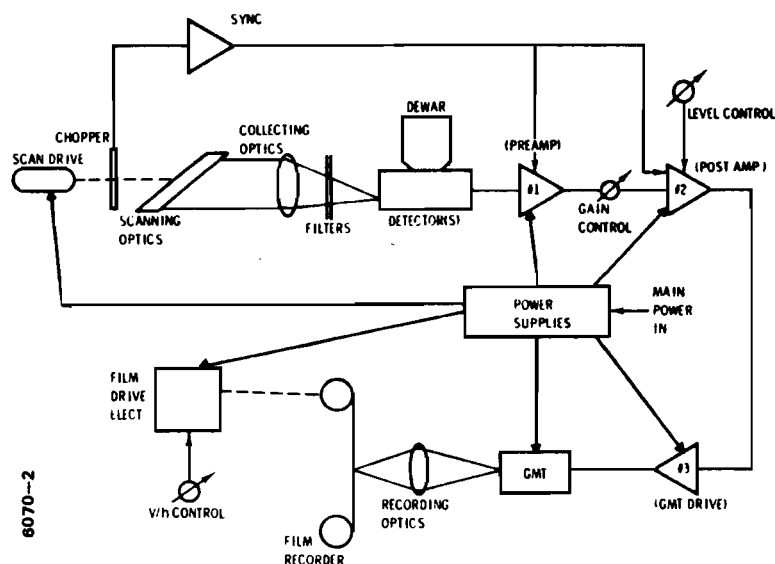 SYNC
CHOPPER
SCAN DRIVE
COLLECTING
OPTICS
DEWAR
LEVEL CONTROL
(PREAMP)
(POST AMP)
#1
#2
SCANNING
OPTICS
FILTERS
DETECTOR(S)
GAIN
CONTROL
POWER
SUPPLIES
MAIN
POWER
IN
FILM
DRIVE
ELECT
V/h CONTROL
RECORDING
OPTICS
GMT
#3
(GMT DRIVE)
FILM
RECORDER
6070-2